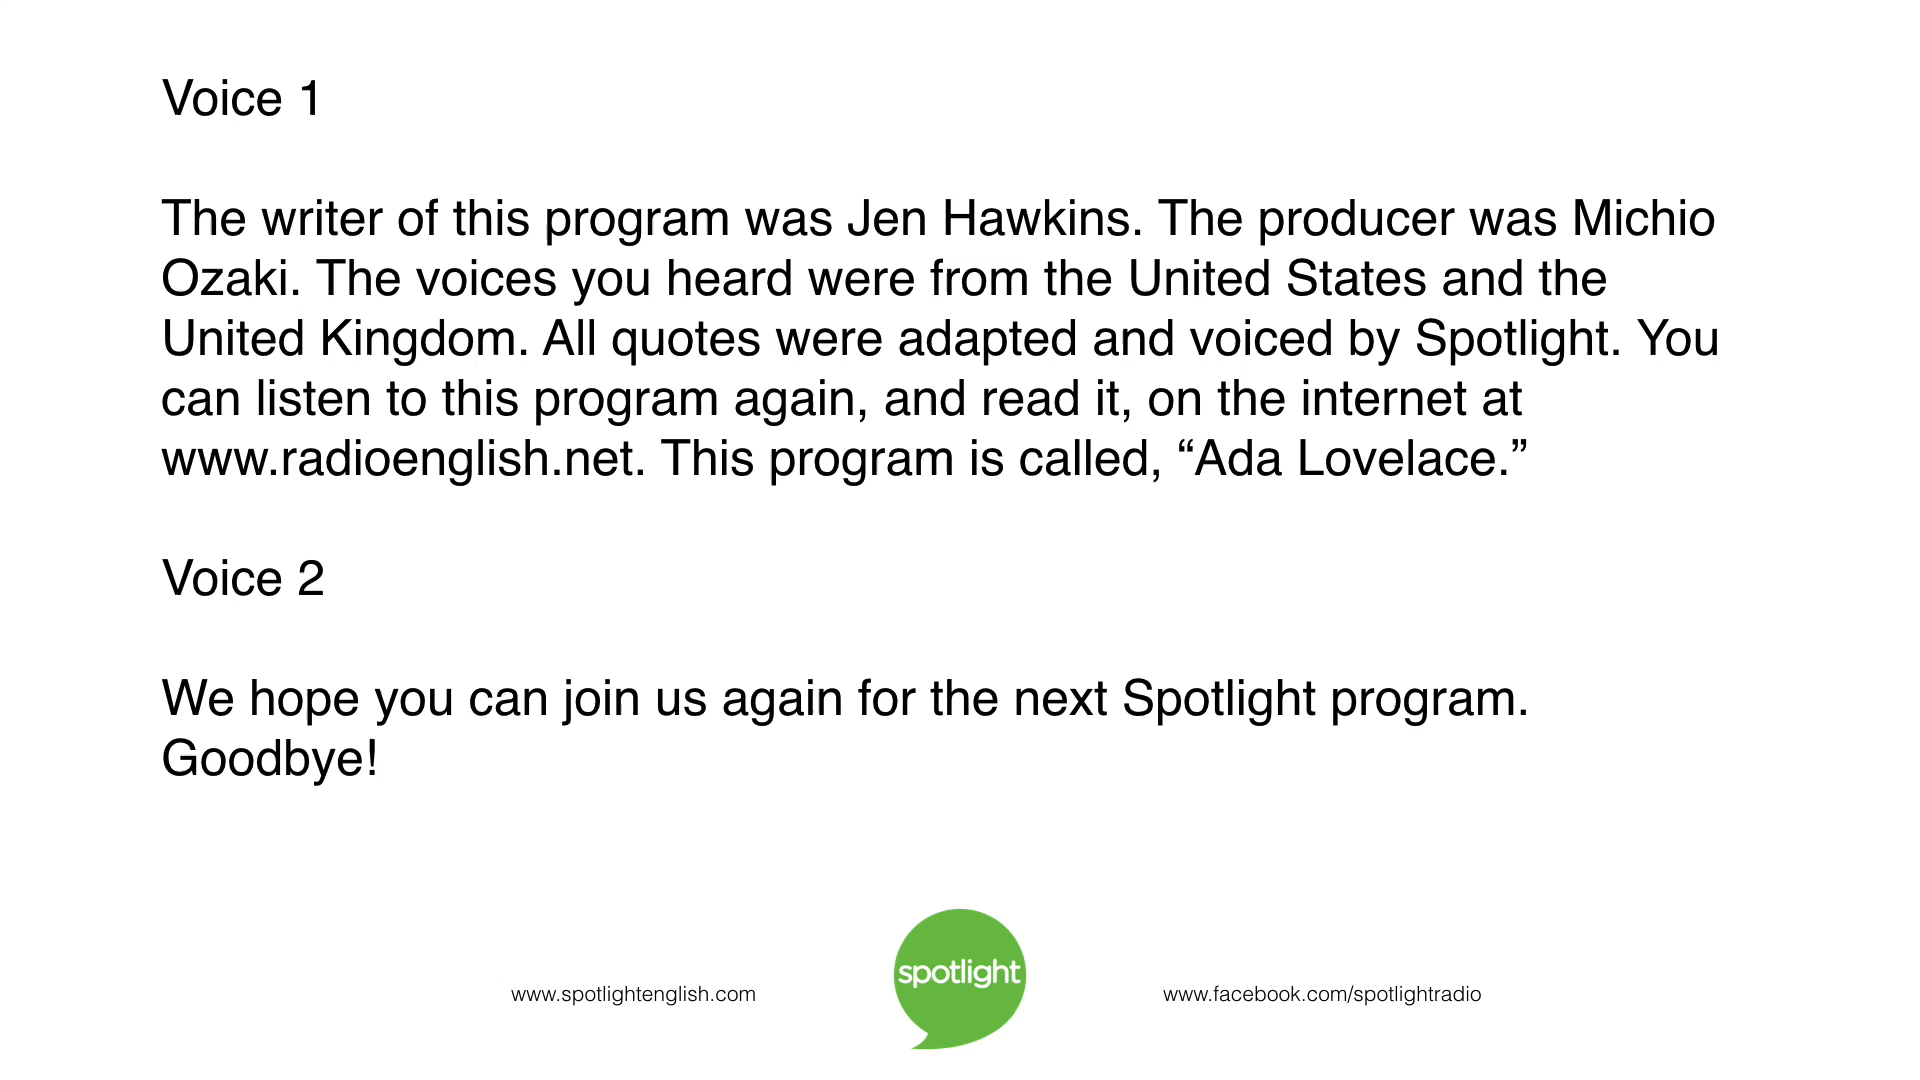 Voice 1
The writer of this program was Jen Hawkins. The producer was Michio
Ozaki. The voices you heard were from the United States and the
United Kingdom. All quotes were adapted and voiced by Spotlight. You
can listen to this program again, and read it, on the internet at
www.radioenglish.net. This program is called, “Ada Lovelace.”
Voice 2
We hope you can join us again for the next Spotlight program.
Goodbye!
www.spotlightenglish.com
spotlight
www.facebook.com/spotlightradio